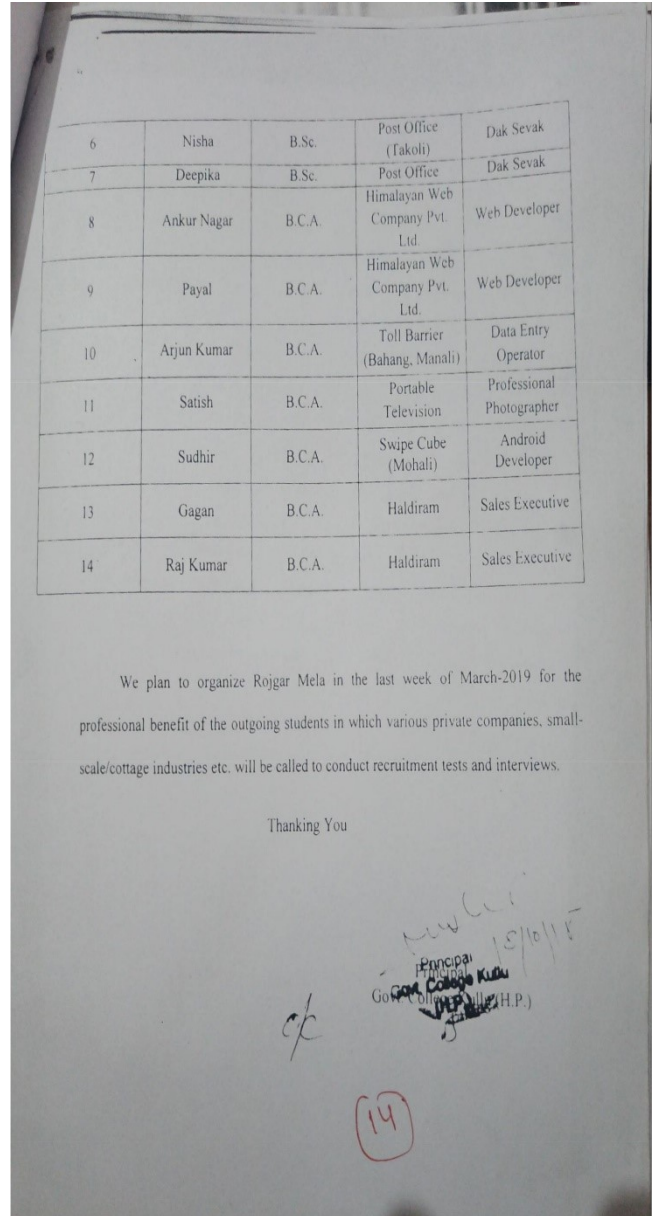 6 Nisha B.Sc. Post Office (Takoli) Dak Sevak
7 Deepika B.Sc. Post Office Dak Sevak
8 Ankur Nagar B.C.A. Himalayan Web Company Pvt. Ltd. Web Developer
9 Payal B.C.A. Himalayan Web Company Pvt. Ltd. Web Developer
10 Arjun Kumar B.C.A. Toll Barrier (Bahang, Manali) Data Entry Operator
11 Satish B.C.A. Portable Television Professional Photographer
12 Sudhir B.C.A. Swipe Cube (Mohali) Android Developer
13 Gagan B.C.A. Haldiram Sales Executive
14 Raj Kumar B.C.A. Haldiram Sales Executive
We plan to organize Rojgar Mela in the last week of March-2019 for the
professional benefit of the outgoing students in which various private companies, small-
scale/cottage industries etc. will be called to conduct recruitment tests and interviews.
Thanking You
Principal
Principal
Govt. College Kullu
(H.P.)
14